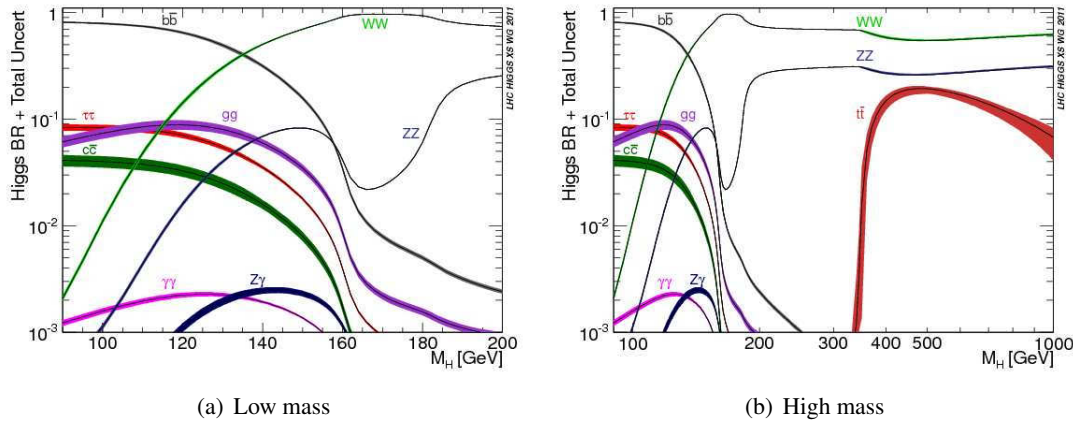 Higgs BR + Total Uncert
1
10⁻¹
10⁻²
10⁻³
bb̄
WW
ττ
gg
ZZ
cc̄
γγ
Zγ
LHC HIGGS XS WG 2011
100 120 140 160 180 200
M_H [GeV]
(a) Low mass
Higgs BR + Total Uncert
1
10⁻¹
10⁻²
10⁻³
bb̄
WW
ZZ
ττ
gg
tt̄
cc̄
γγ
Zγ
LHC HIGGS XS WG 2011
100 200 300 400 500 1000
M_H [GeV]
(b) High mass